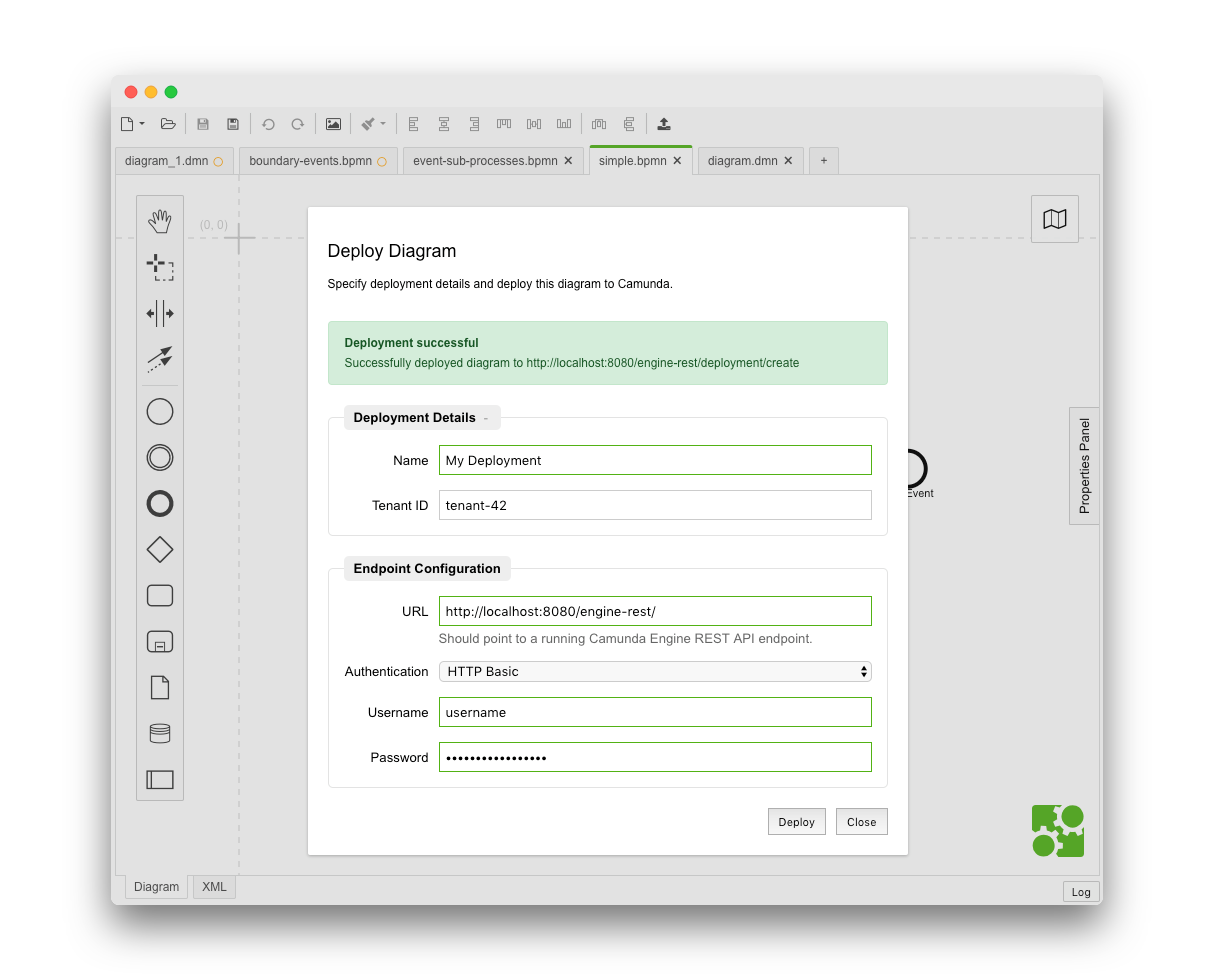 diagram_1.dmn
boundary-events.bpmn
event-sub-processes.bpmn
simple.bpmn
diagram.dmn
+
(0, 0)
Deploy Diagram
Specify deployment details and deploy this diagram to Camunda.
Deployment successful
Successfully deployed diagram to http://localhost:8080/engine-rest/deployment/create
Deployment Details -
Name My Deployment
Tenant ID tenant-42
Event
Properties Panel
Endpoint Configuration
URL http://localhost:8080/engine-rest/
Should point to a running Camunda Engine REST API endpoint.
Authentication HTTP Basic
Username username
Password •••••••••••••••••
Deploy Close
Diagram XML
Log